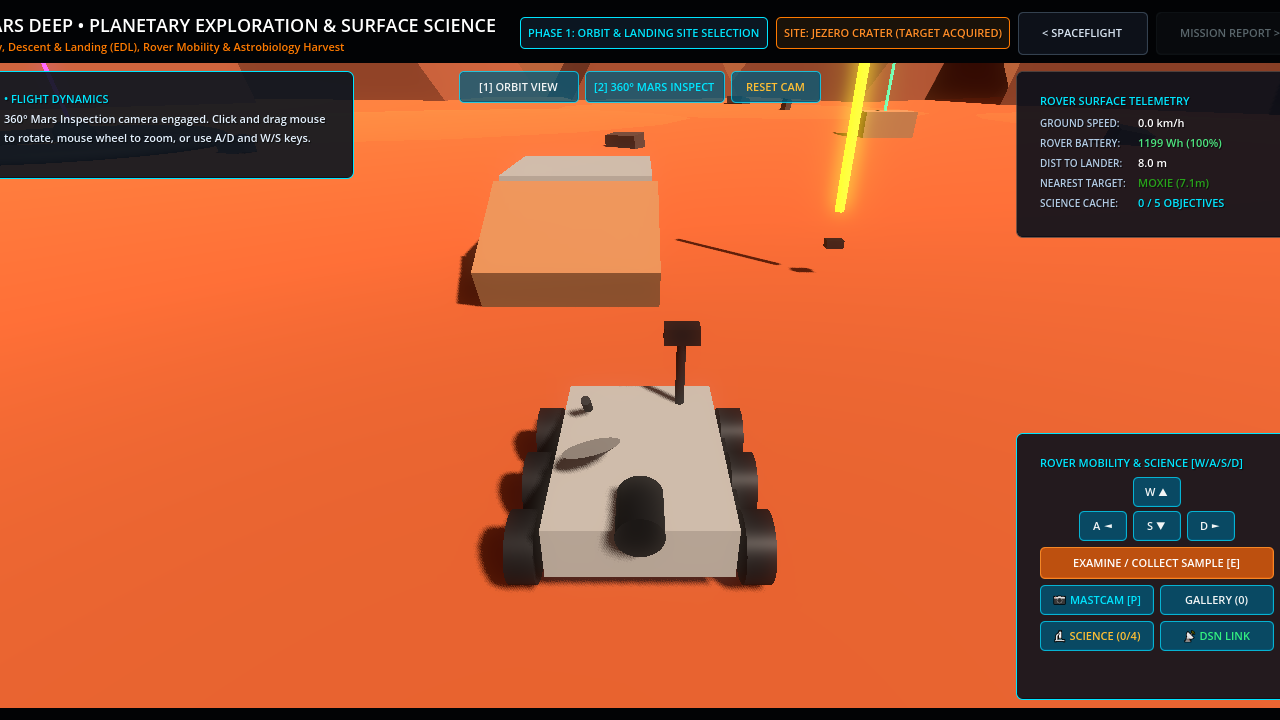 ARS DEEP • PLANETARY EXPLORATION & SURFACE SCIENCE
, Descent & Landing (EDL), Rover Mobility & Astrobiology Harvest
PHASE 1: ORBIT & LANDING SITE SELECTION
SITE: JEZERO CRATER (TARGET ACQUIRED)
< SPACEFLIGHT
MISSION REPORT >
• FLIGHT DYNAMICS
360° Mars Inspection camera engaged. Click and drag mouse
to rotate, mouse wheel to zoom, or use A/D and W/S keys.
[1] ORBIT VIEW
[2] 360° MARS INSPECT
RESET CAM
ROVER SURFACE TELEMETRY
GROUND SPEED: 0.0 km/h
ROVER BATTERY: 1199 Wh (100%)
DIST TO LANDER: 8.0 m
NEAREST TARGET: MOXIE (7.1m)
SCIENCE CACHE: 0 / 5 OBJECTIVES
ROVER MOBILITY & SCIENCE [W/A/S/D]
W ▲
A ◄
S ▼
D ►
EXAMINE / COLLECT SAMPLE [E]
MASTCAM [P]
GALLERY (0)
SCIENCE (0/4)
DSN LINK